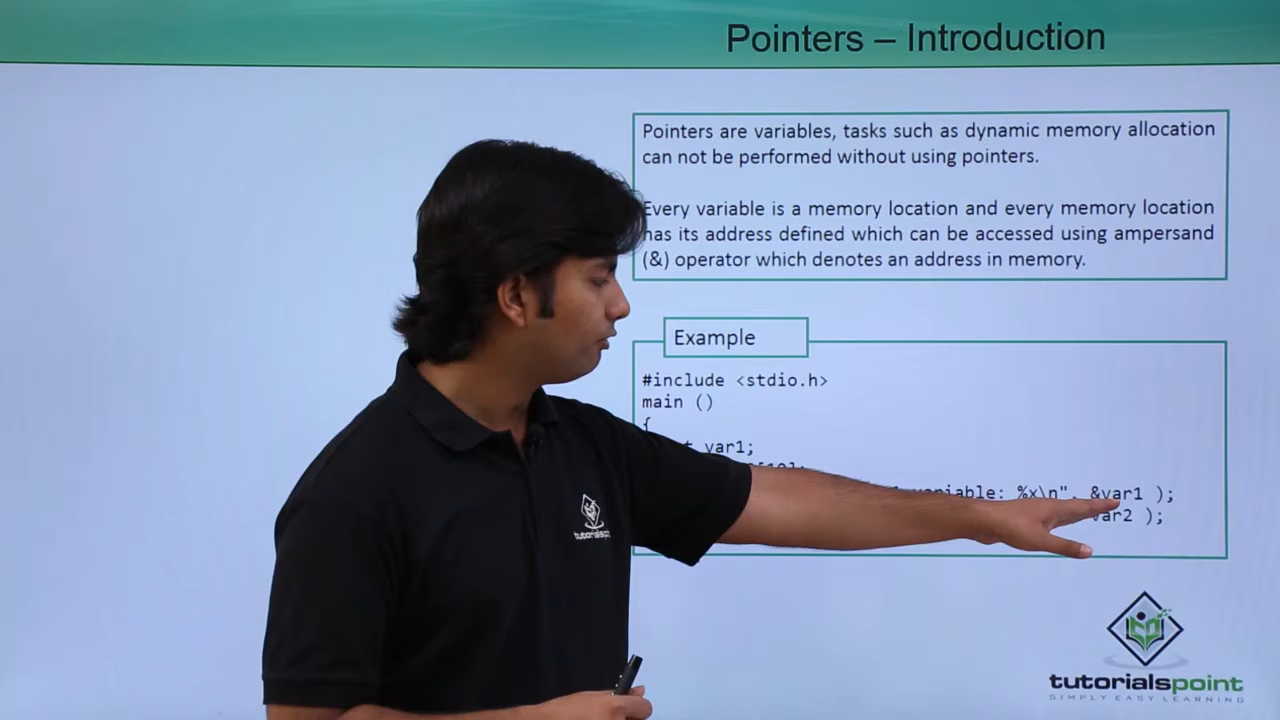 Pointers – Introduction
Pointers are variables, tasks such as dynamic memory allocation
can not be performed without using pointers.
Every variable is a memory location and every memory location
has its address defined which can be accessed using ampersand
(&) operator which denotes an address in memory.
Example
#include <stdio.h>
main ()
{
var1;
variable: %x\n", &var1 );
var2 );
tutorialspoint
tutorialspoint
SIMPLY EASY LEARNING